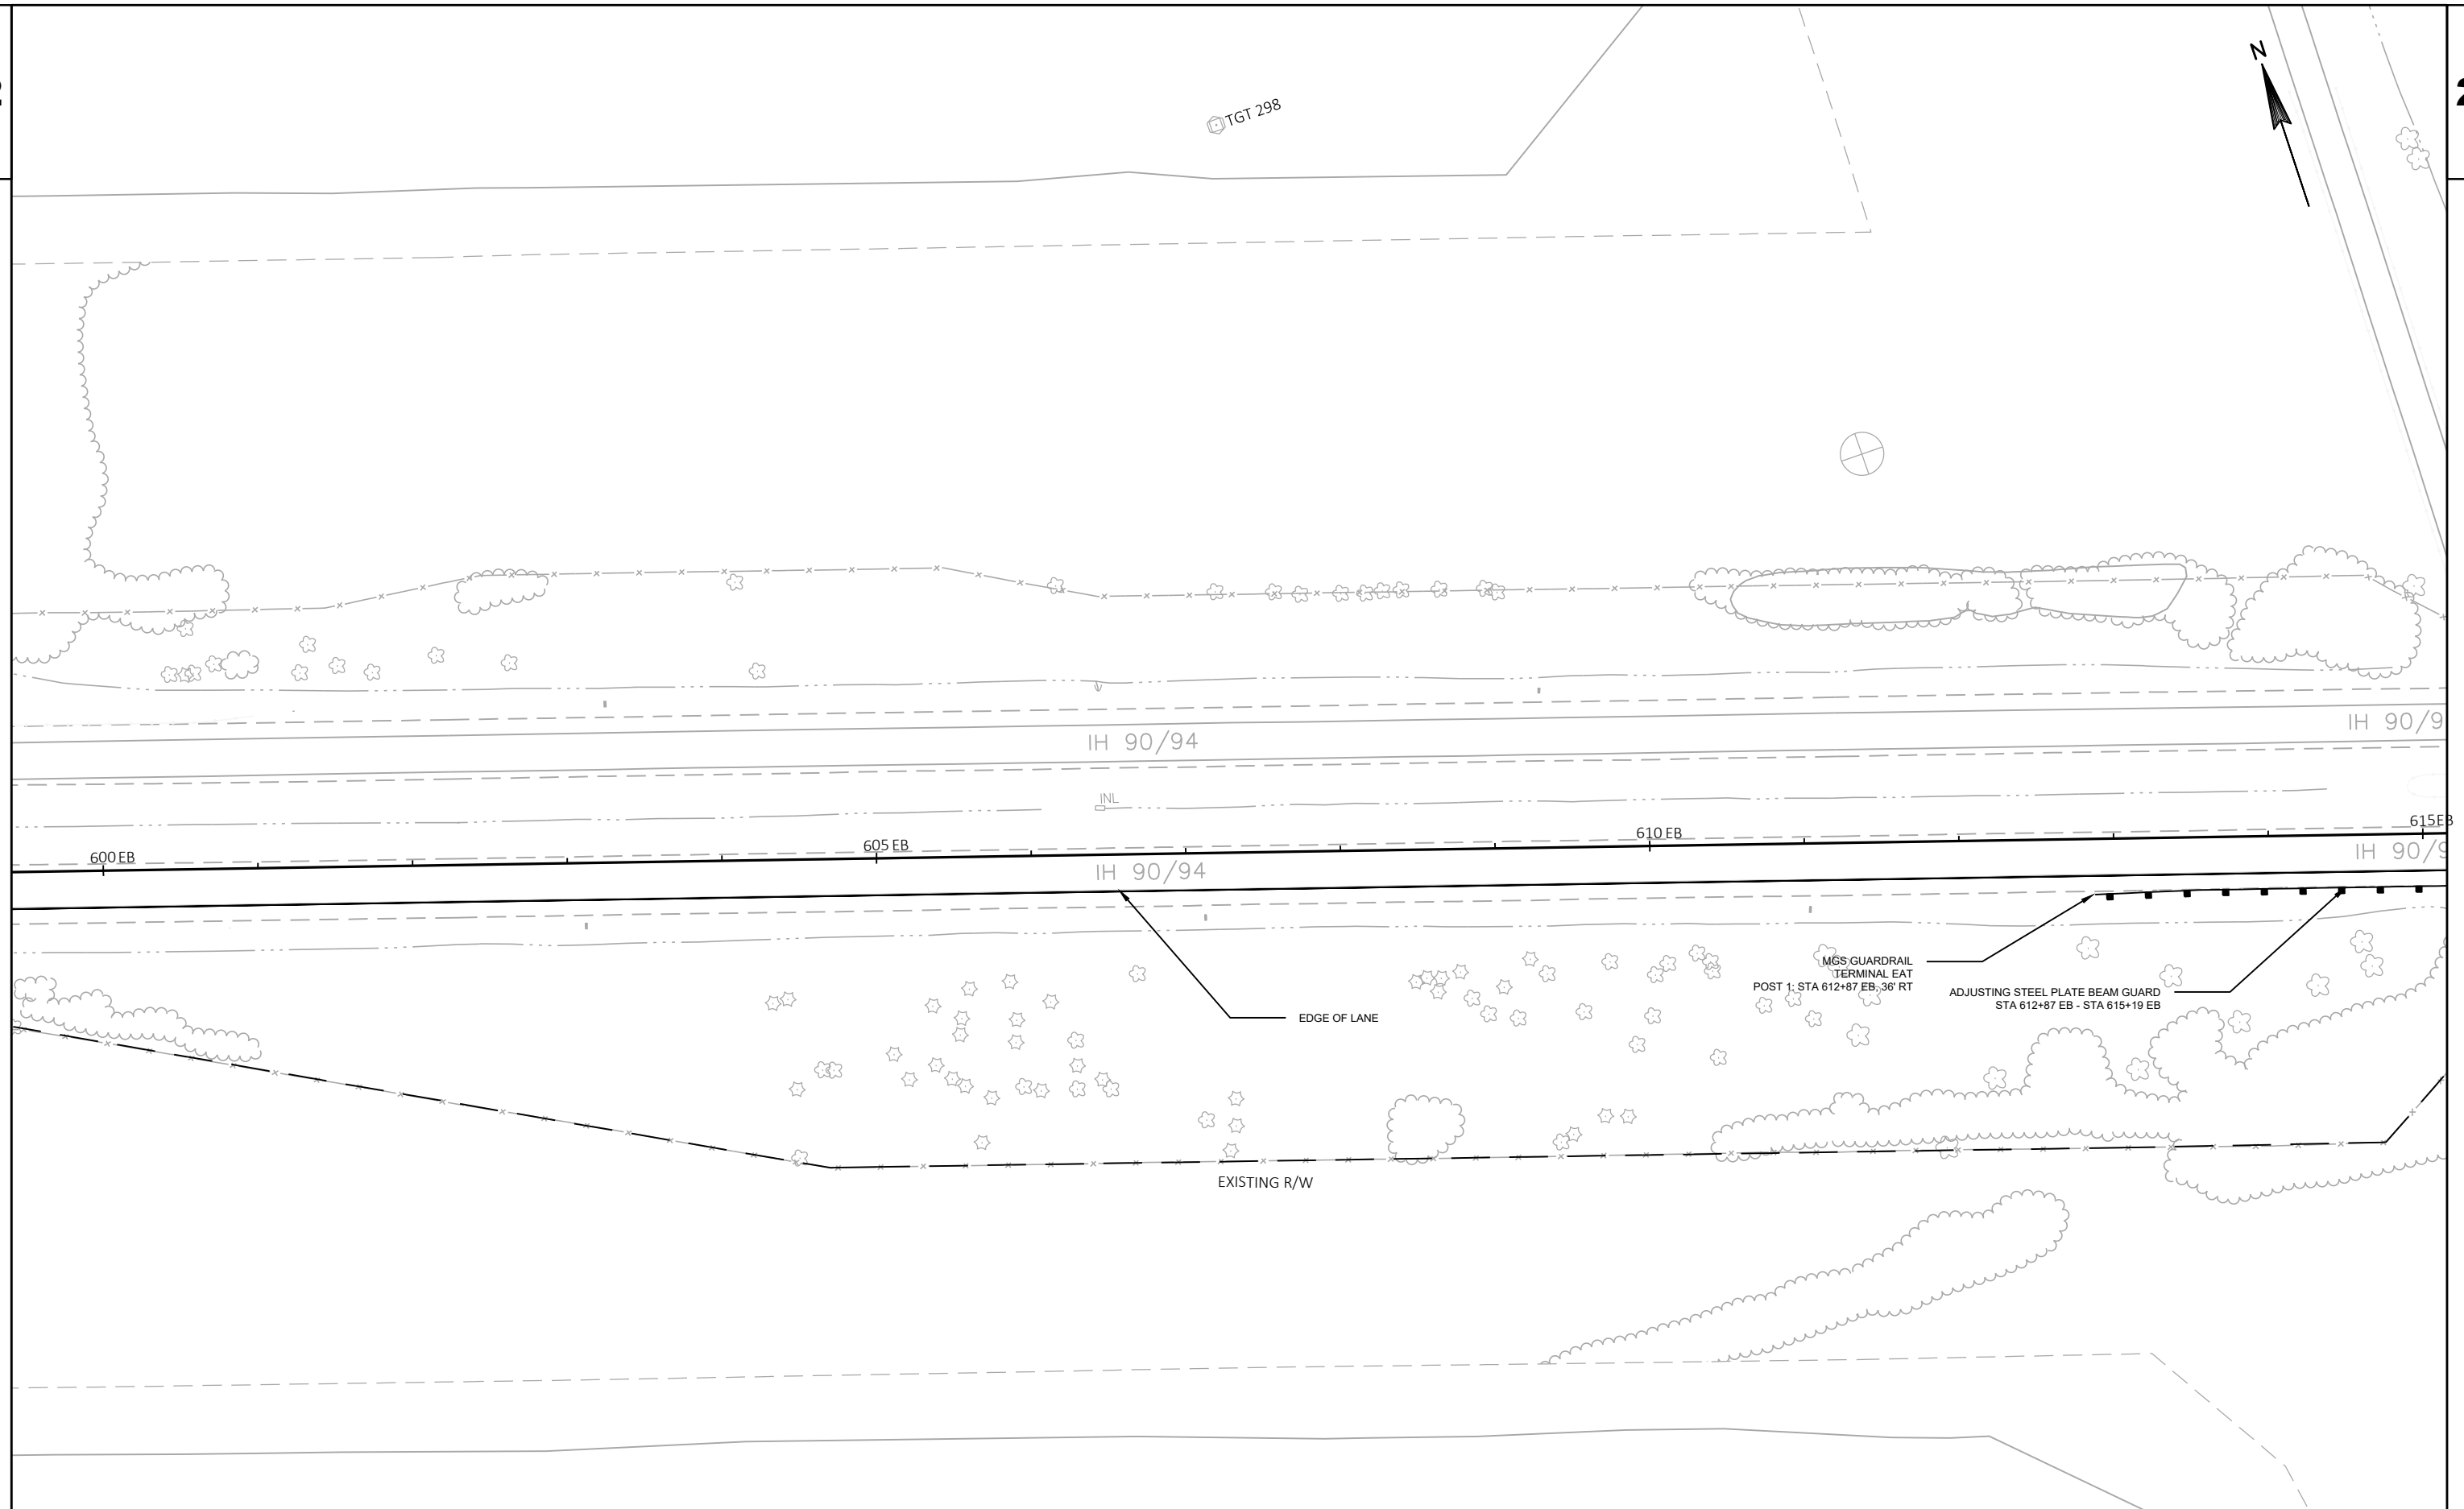 N
TGT 298
IH 90/94
IH 90/9
INL
600 EB
605 EB
610 EB
615EB
IH 90/94
IH 90/9
MGS GUARDRAIL
TERMINAL EAT
POST 1: STA 612+87 EB, 36' RT
ADJUSTING STEEL PLATE BEAM GUARD
STA 612+87 EB - STA 615+19 EB
EDGE OF LANE
EXISTING R/W